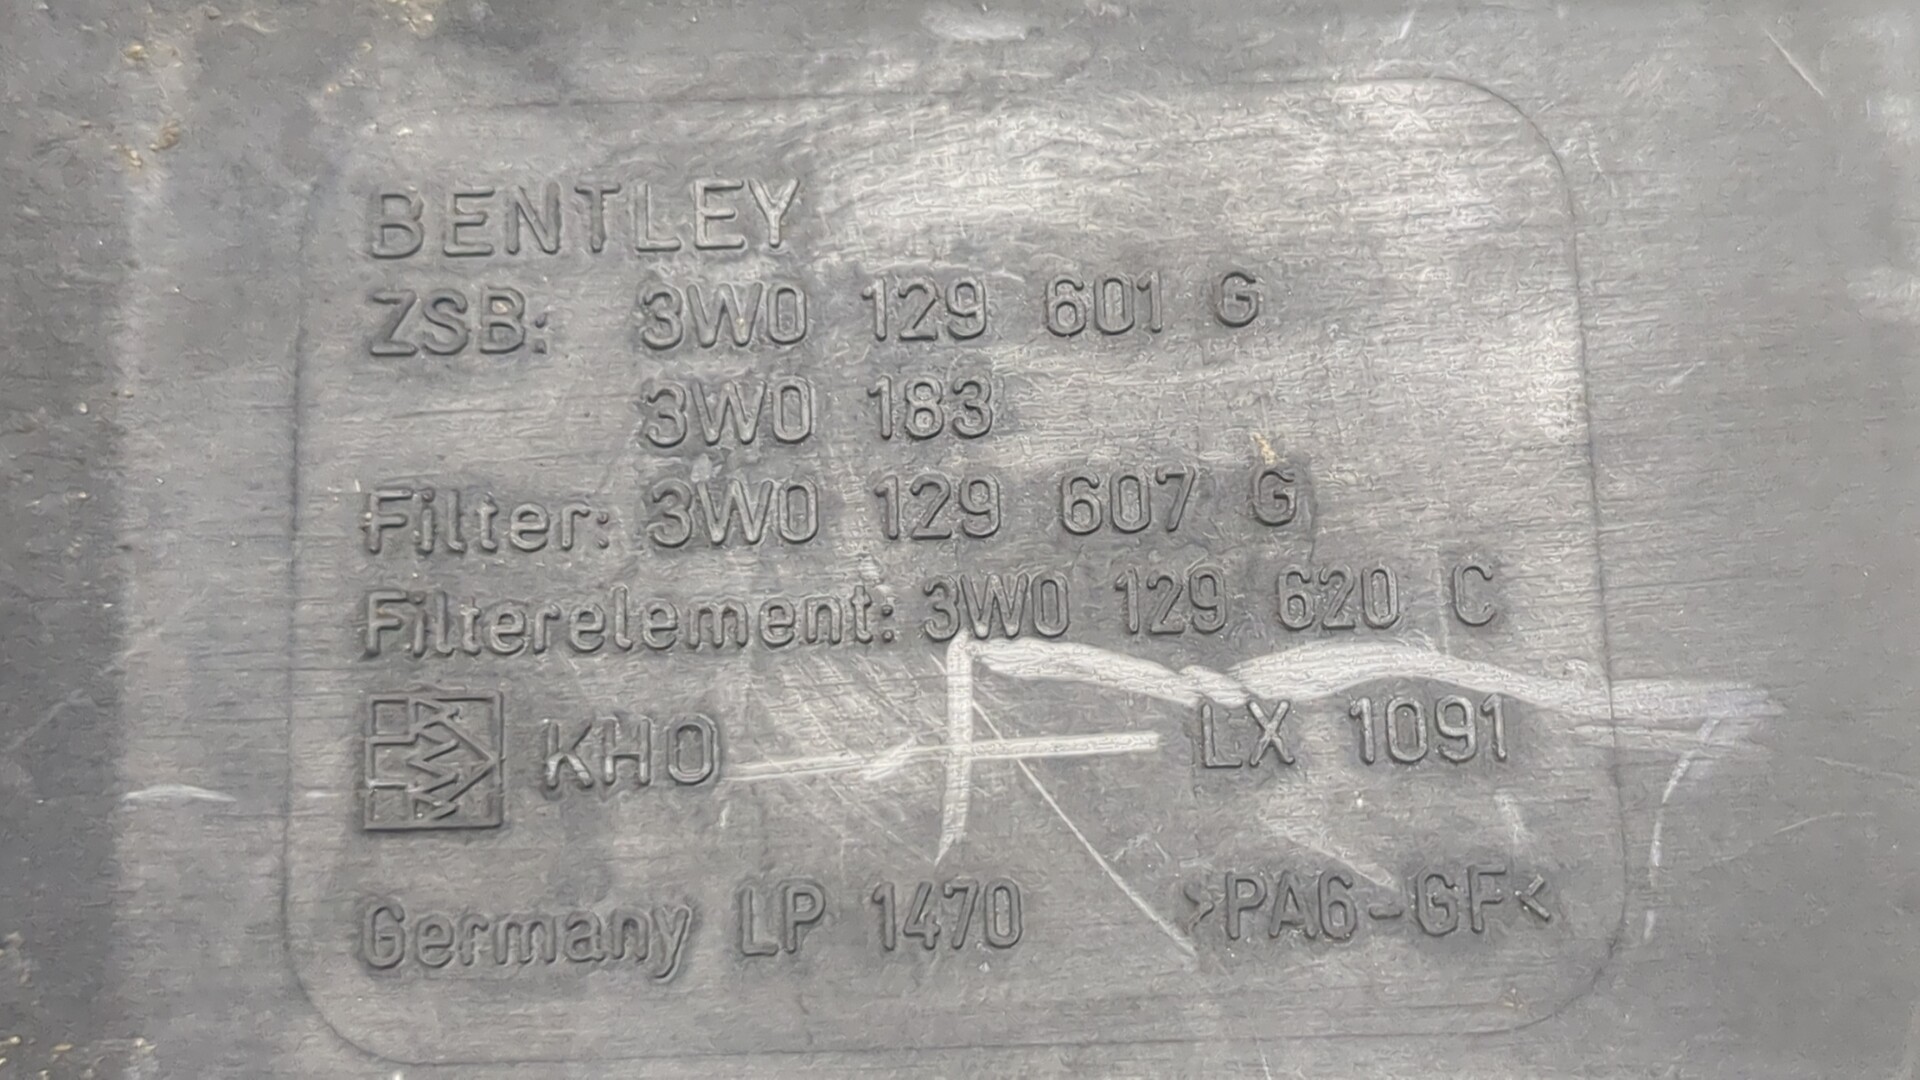 BENTLEY
ZSB: 3W0 129 601 G
3W0 183
Filter: 3W0 129 607 G
Filterelement: 3W0 129 620 C
KHO LX 1091
Germany LP 1470 >PA6-GF<